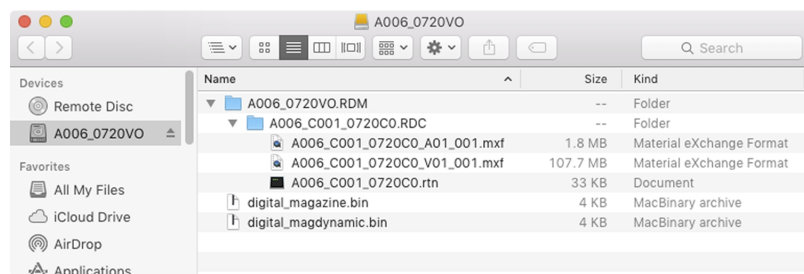 A006_0720VO
Search
Devices
Remote Disc
A006_0720VO
Favorites
All My Files
iCloud Drive
AirDrop
Applications
Name Size Kind
A006_0720VO.RDM -- Folder
A006_C001_0720C0.RDC -- Folder
A006_C001_0720C0_A01_001.mxf 1.8 MB Material eXchange Format
A006_C001_0720C0_V01_001.mxf 107.7 MB Material eXchange Format
A006_C001_0720C0.rtn 33 KB Document
digital_magazine.bin 4 KB MacBinary archive
digital_magdynamic.bin 4 KB MacBinary archive